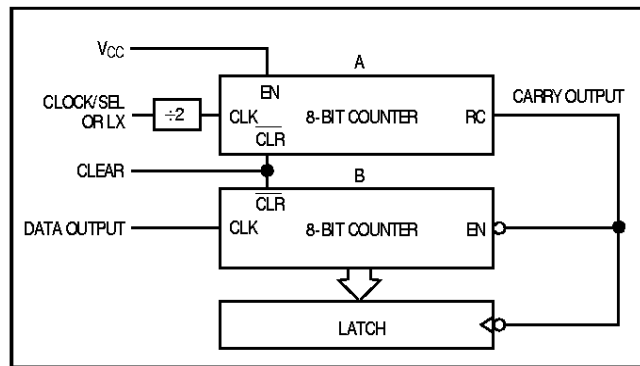 VCC
A
EN
CLOCK/SEL
OR LX
÷2
CLK
8-BIT COUNTER
RC
CARRY OUTPUT
CLR
CLEAR
B
CLR
DATA OUTPUT
CLK
8-BIT COUNTER
EN
LATCH